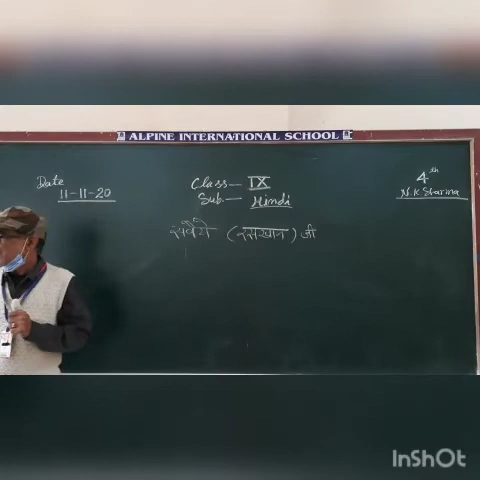 ALPINE INTERNATIONAL SCHOOL
Date
11-11-20
Class- IX
Sub.- Hindi
4th
N.K. Sharma
सवैये (रसखान) जी
InShOt